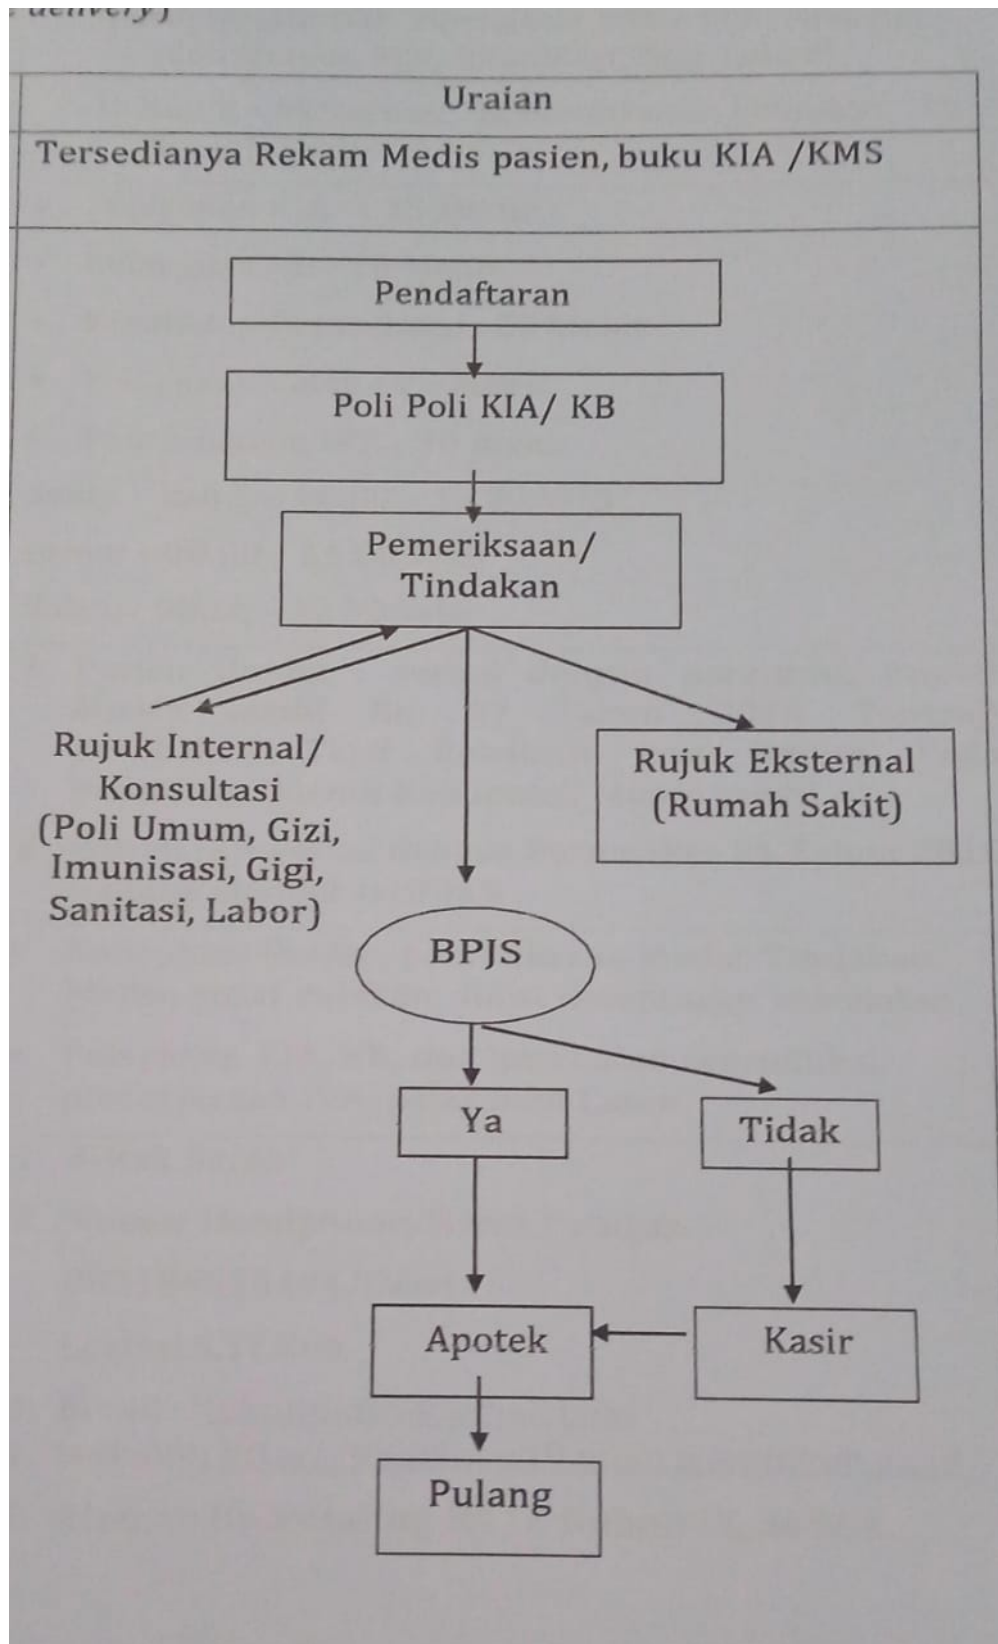 delivery)
Uraian
Tersedianya Rekam Medis pasien, buku KIA /KMS
Pendaftaran
Poli Poli KIA/ KB
Pemeriksaan/
Tindakan
Rujuk Internal/
Konsultasi
(Poli Umum, Gizi,
Imunisasi, Gigi,
Sanitasi, Labor)
Rujuk Eksternal
(Rumah Sakit)
BPJS
Ya
Tidak
Apotek
Kasir
Pulang